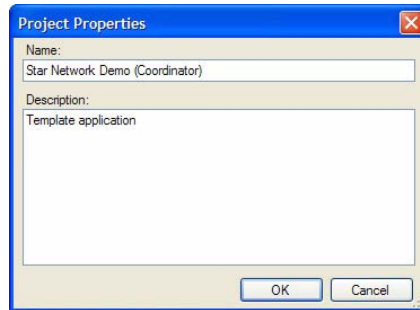 Project Properties
Name:
Star Network Demo (Coordinator)
Description:
Template application
OK Cancel